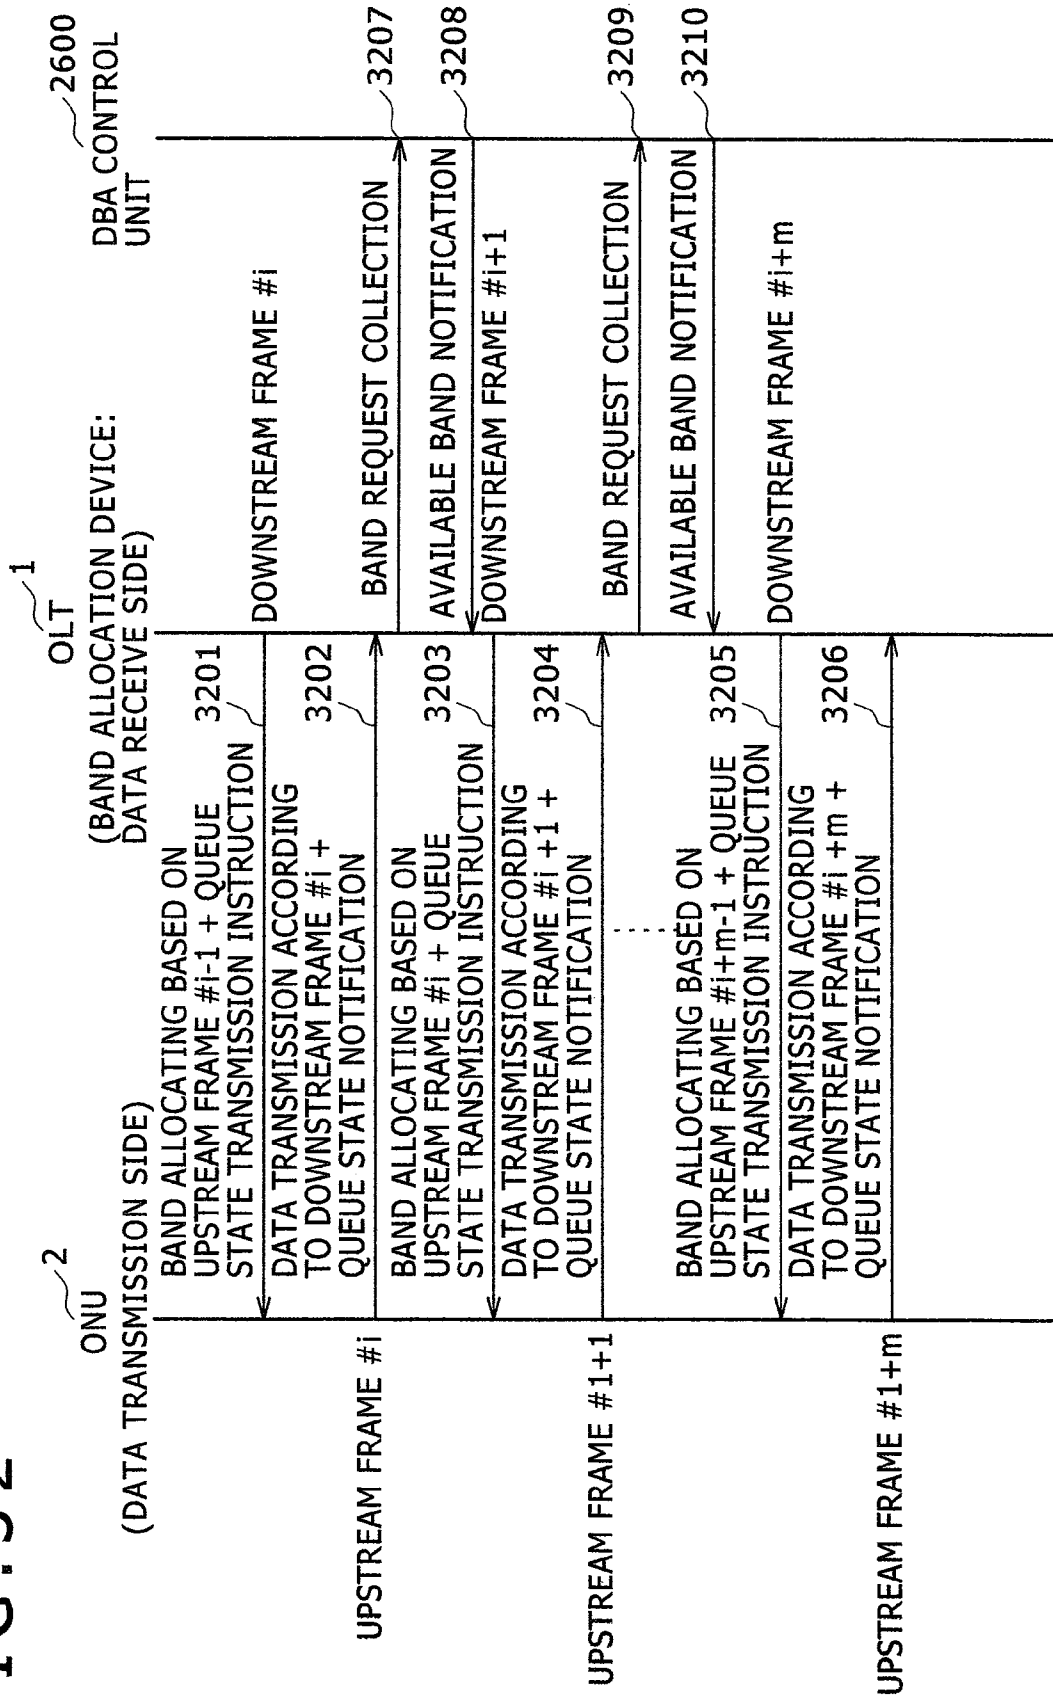 2
ONU
(DATA TRANSMISSION SIDE)
1
OLT
(BAND ALLOCATION DEVICE:
DATA RECEIVE SIDE)
2600
DBA CONTROL
UNIT
BAND ALLOCATING BASED ON
UPSTREAM FRAME #i-1 + QUEUE
STATE TRANSMISSION INSTRUCTION
3201
DOWNSTREAM FRAME #i
DATA TRANSMISSION ACCORDING
TO DOWNSTREAM FRAME #i +
QUEUE STATE NOTIFICATION
3202
UPSTREAM FRAME #i
BAND REQUEST COLLECTION
3207
AVAILABLE BAND NOTIFICATION
3208
BAND ALLOCATING BASED ON
UPSTREAM FRAME #i + QUEUE
STATE TRANSMISSION INSTRUCTION
3203
DOWNSTREAM FRAME #i+1
DATA TRANSMISSION ACCORDING
TO DOWNSTREAM FRAME #i +1 +
QUEUE STATE NOTIFICATION
3204
UPSTREAM FRAME #1+1
BAND REQUEST COLLECTION
3209
AVAILABLE BAND NOTIFICATION
3210
BAND ALLOCATING BASED ON
UPSTREAM FRAME #i+m-1 + QUEUE
STATE TRANSMISSION INSTRUCTION
3205
DOWNSTREAM FRAME #i+m
DATA TRANSMISSION ACCORDING
TO DOWNSTREAM FRAME #i +m +
QUEUE STATE NOTIFICATION
3206
UPSTREAM FRAME #1+m